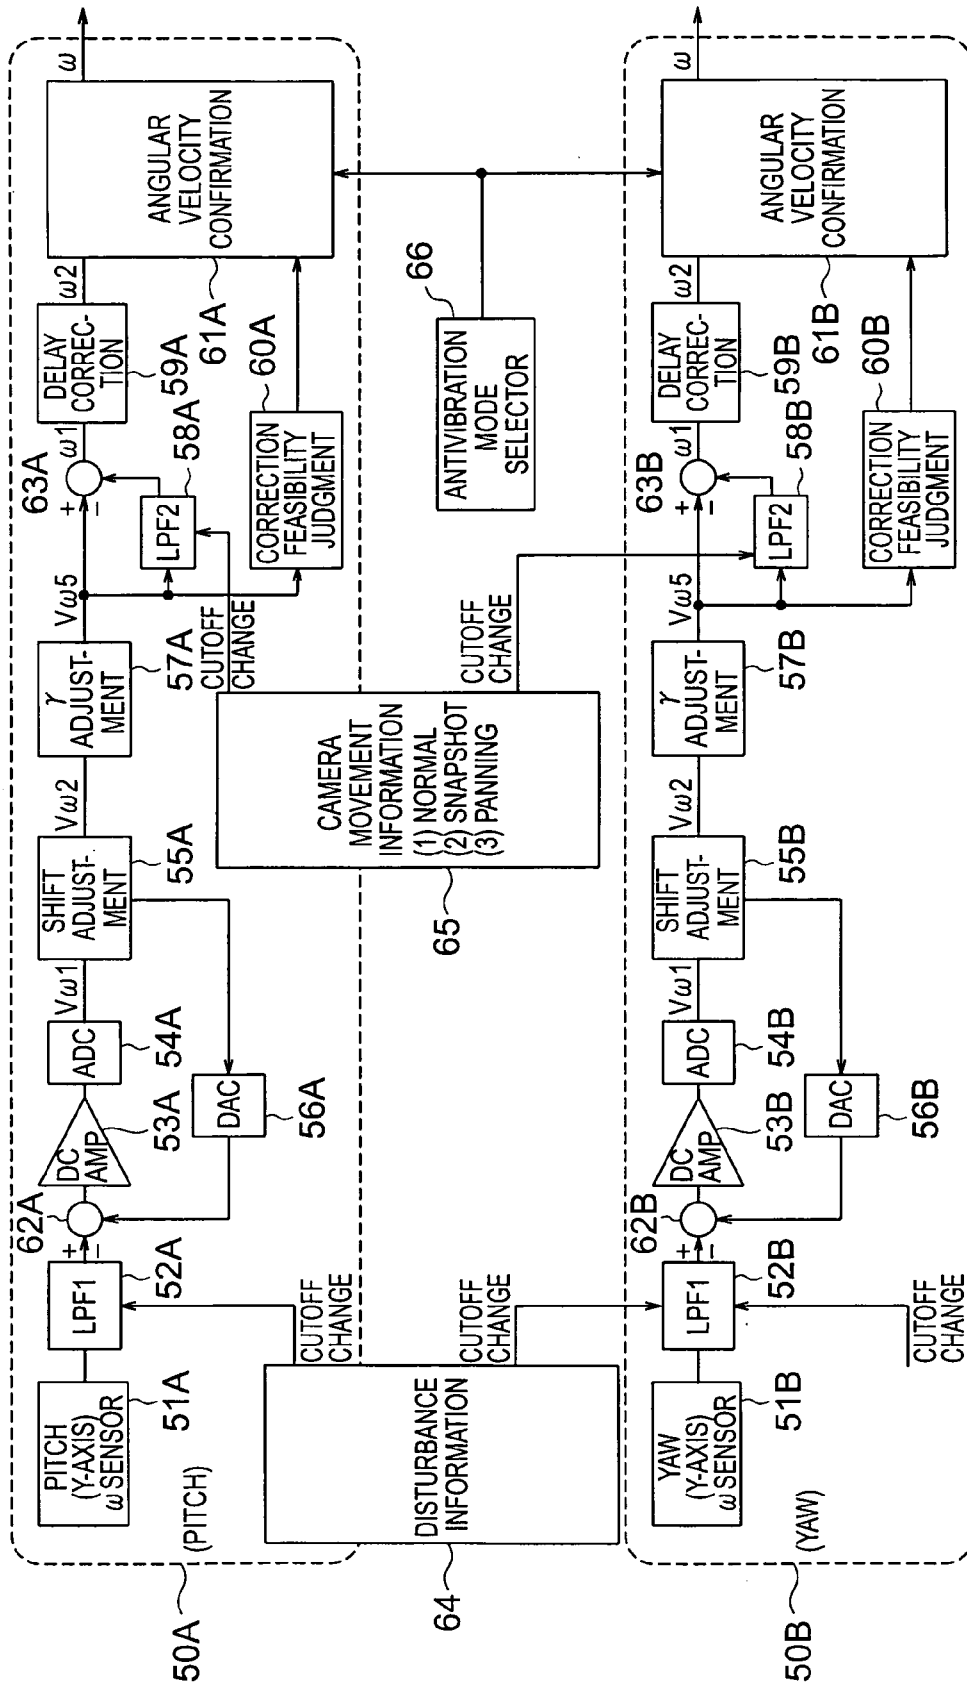 50A
(PITCH)
PITCH
(Y-AXIS)
ω SENSOR
51A
LPF1
52A
+
−
62A
DC
AMP
53A
ADC
54A
DAC
56A
Vω1
SHIFT
ADJUST-
MENT
55A
Vω2
γ
ADJUST-
MENT
57A
Vω5
+
−
63A
LPF2
58A
ω1
DELAY
CORREC-
TION
59A
ω2
CORRECTION
FEASIBILITY
JUDGMENT
60A
ANGULAR
VELOCITY
CONFIRMATION
61A
ω
DISTURBANCE
INFORMATION
64
CUTOFF
CHANGE
CUTOFF
CHANGE
CAMERA
MOVEMENT
INFORMATION
(1) NORMAL
(2) SNAPSHOT
(3) PANNING
65
CUTOFF
CHANGE
CUTOFF
CHANGE
ANTIVIBRATION
MODE
SELECTOR
66
50B
(YAW)
YAW
(Y-AXIS)
ω SENSOR
51B
LPF1
52B
CUTOFF
CHANGE
+
−
62B
DC
AMP
53B
ADC
54B
DAC
56B
Vω1
SHIFT
ADJUST-
MENT
55B
Vω2
γ
ADJUST-
MENT
57B
Vω5
+
−
63B
LPF2
58B
ω1
DELAY
CORREC-
TION
59B
ω2
CORRECTION
FEASIBILITY
JUDGMENT
60B
ANGULAR
VELOCITY
CONFIRMATION
61B
ω